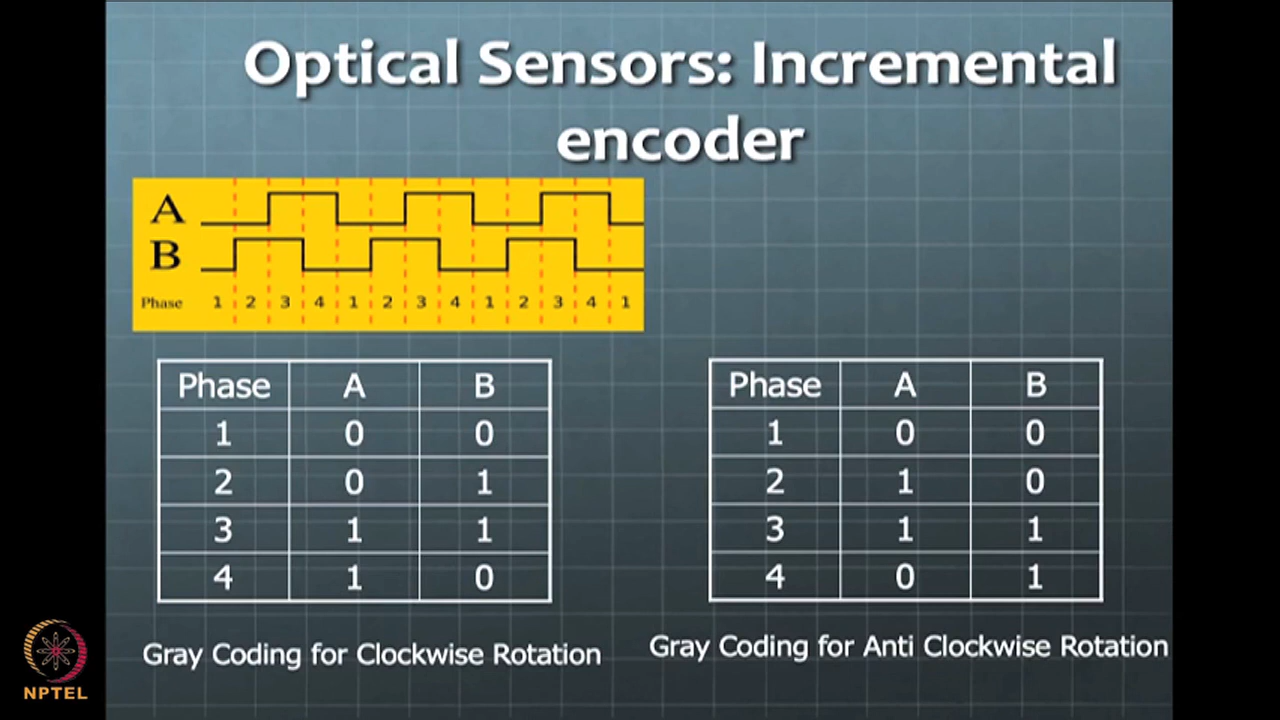 Optical Sensors: Incremental
encoder
A
B
Phase 1 2 3 4 1 2 3 4 1 2 3 4 1
Phase A B
1 0 0
2 0 1
3 1 1
4 1 0
Gray Coding for Clockwise Rotation
Phase A B
1 0 0
2 1 0
3 1 1
4 0 1
Gray Coding for Anti Clockwise Rotation
NPTEL